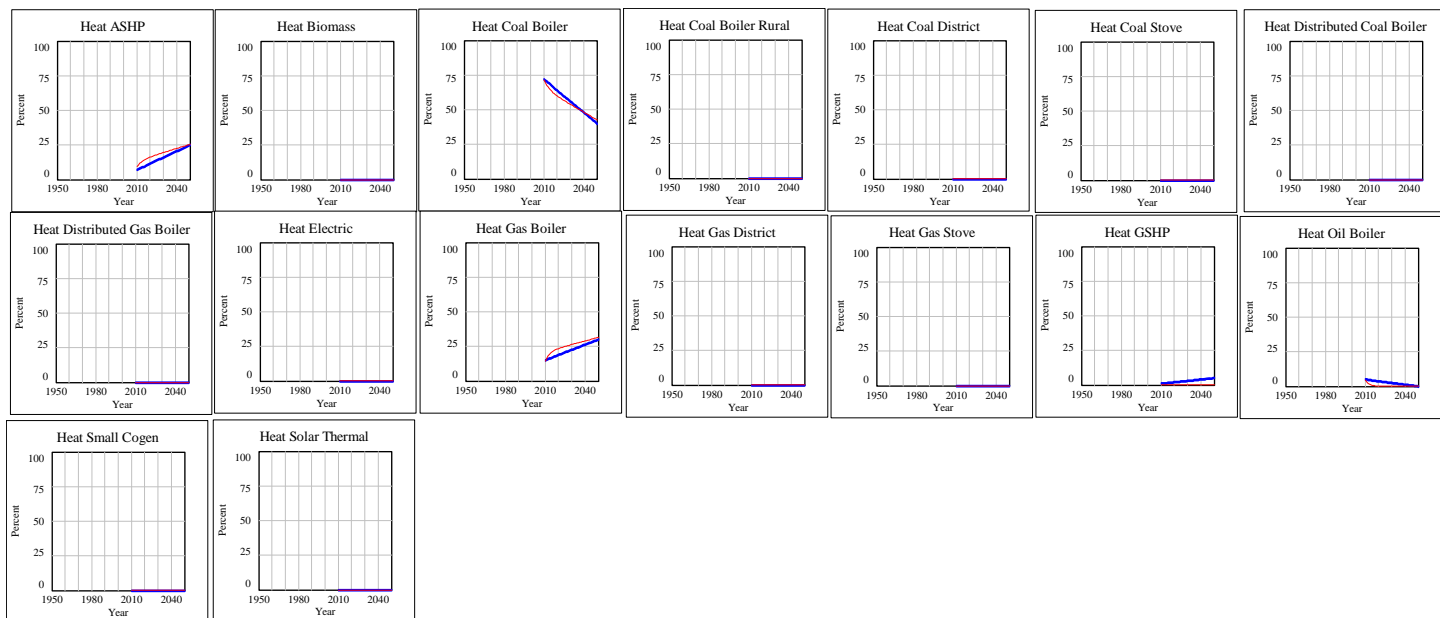 Heat ASHP
100
75
50
25
0
Percent
1950 1980 2010 2040
Year
Heat Biomass
100
75
50
25
0
Percent
1950 1980 2010 2040
Year
Heat Coal Boiler
100
75
50
25
0
Percent
1950 1980 2010 2040
Year
Heat Coal Boiler Rural
100
75
50
25
0
Percent
1950 1980 2010 2040
Year
Heat Coal District
100
75
50
25
0
Percent
1950 1980 2010 2040
Year
Heat Coal Stove
100
75
50
25
0
Percent
1950 1980 2010 2040
Year
Heat Distributed Coal Boiler
100
75
50
25
0
Percent
1950 1980 2010 2040
Year
Heat Distributed Gas Boiler
100
75
50
25
0
Percent
1950 1980 2010 2040
Year
Heat Electric
100
75
50
25
0
Percent
1950 1980 2010 2040
Year
Heat Gas Boiler
100
75
50
25
0
Percent
1950 1980 2010 2040
Year
Heat Gas District
100
75
50
25
0
Percent
1950 1980 2010 2040
Year
Heat Gas Stove
100
75
50
25
0
Percent
1950 1980 2010 2040
Year
Heat GSHP
100
75
50
25
0
Percent
1950 1980 2010 2040
Year
Heat Oil Boiler
100
75
50
25
0
Percent
1950 1980 2010 2040
Year
Heat Small Cogen
100
75
50
25
0
Percent
1950 1980 2010 2040
Year
Heat Solar Thermal
100
75
50
25
0
Percent
1950 1980 2010 2040
Year